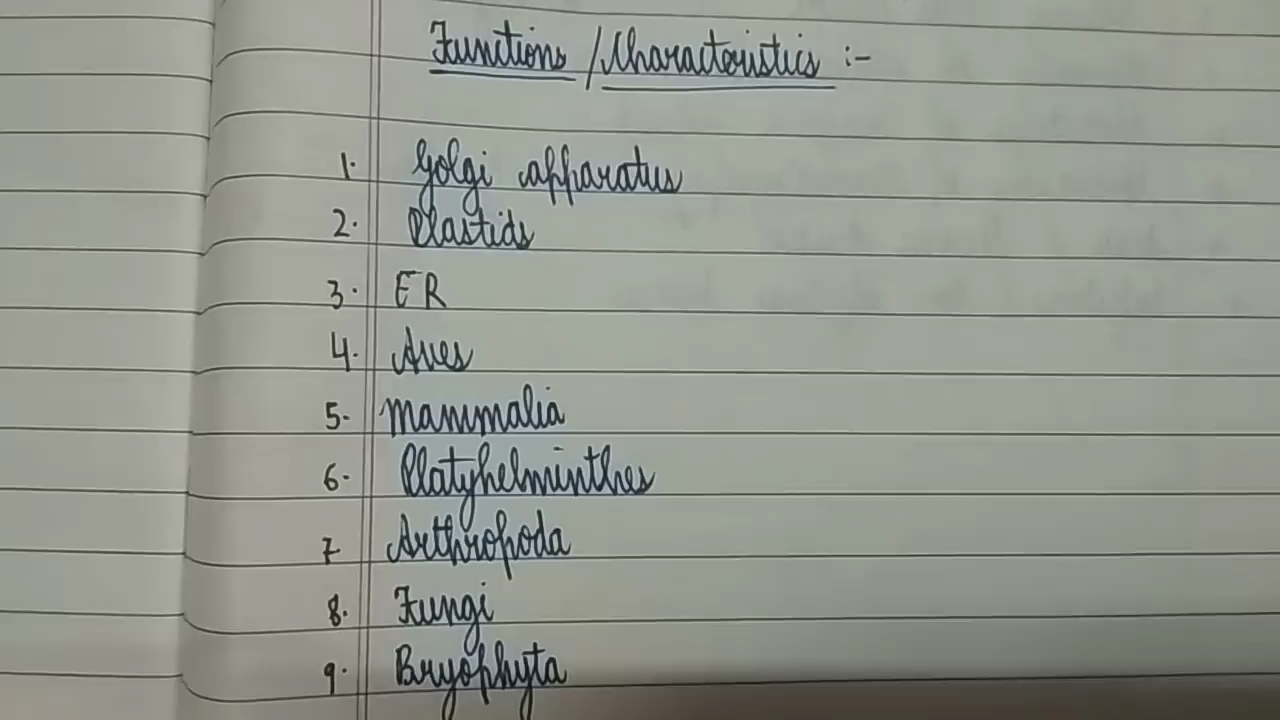 Functions / Characteristics :-
1. Golgi apparatus
2. Plastids
3. ER
4. Aves
5. Mammalia
6. Platyhelminthes
7 Arthropoda
8. Fungi
9. Bryophyta